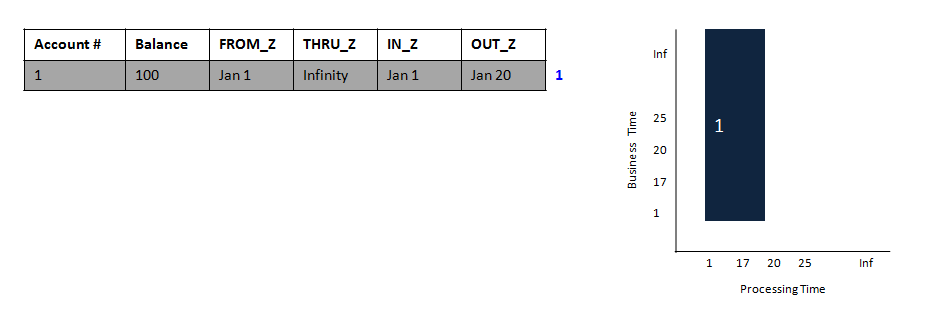 Account # Balance FROM_Z THRU_Z IN_Z OUT_Z
1 100 Jan 1 Infinity Jan 1 Jan 20 1
Business Time
Inf
25
20
17
1
1
1 17 20 25 Inf
Processing Time